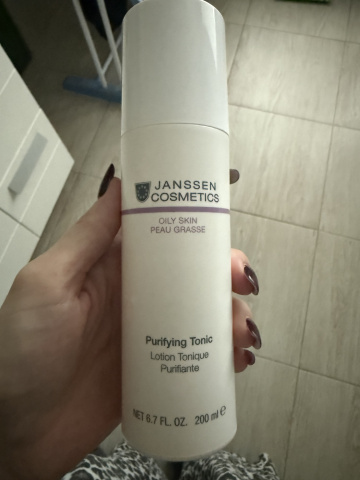 JANSSEN
COSMETICS
OILY SKIN
PEAU GRASSE
Purifying Tonic
Lotion Tonique
Purifiante
NET 6.7 FL. OZ. 200 ml ℮